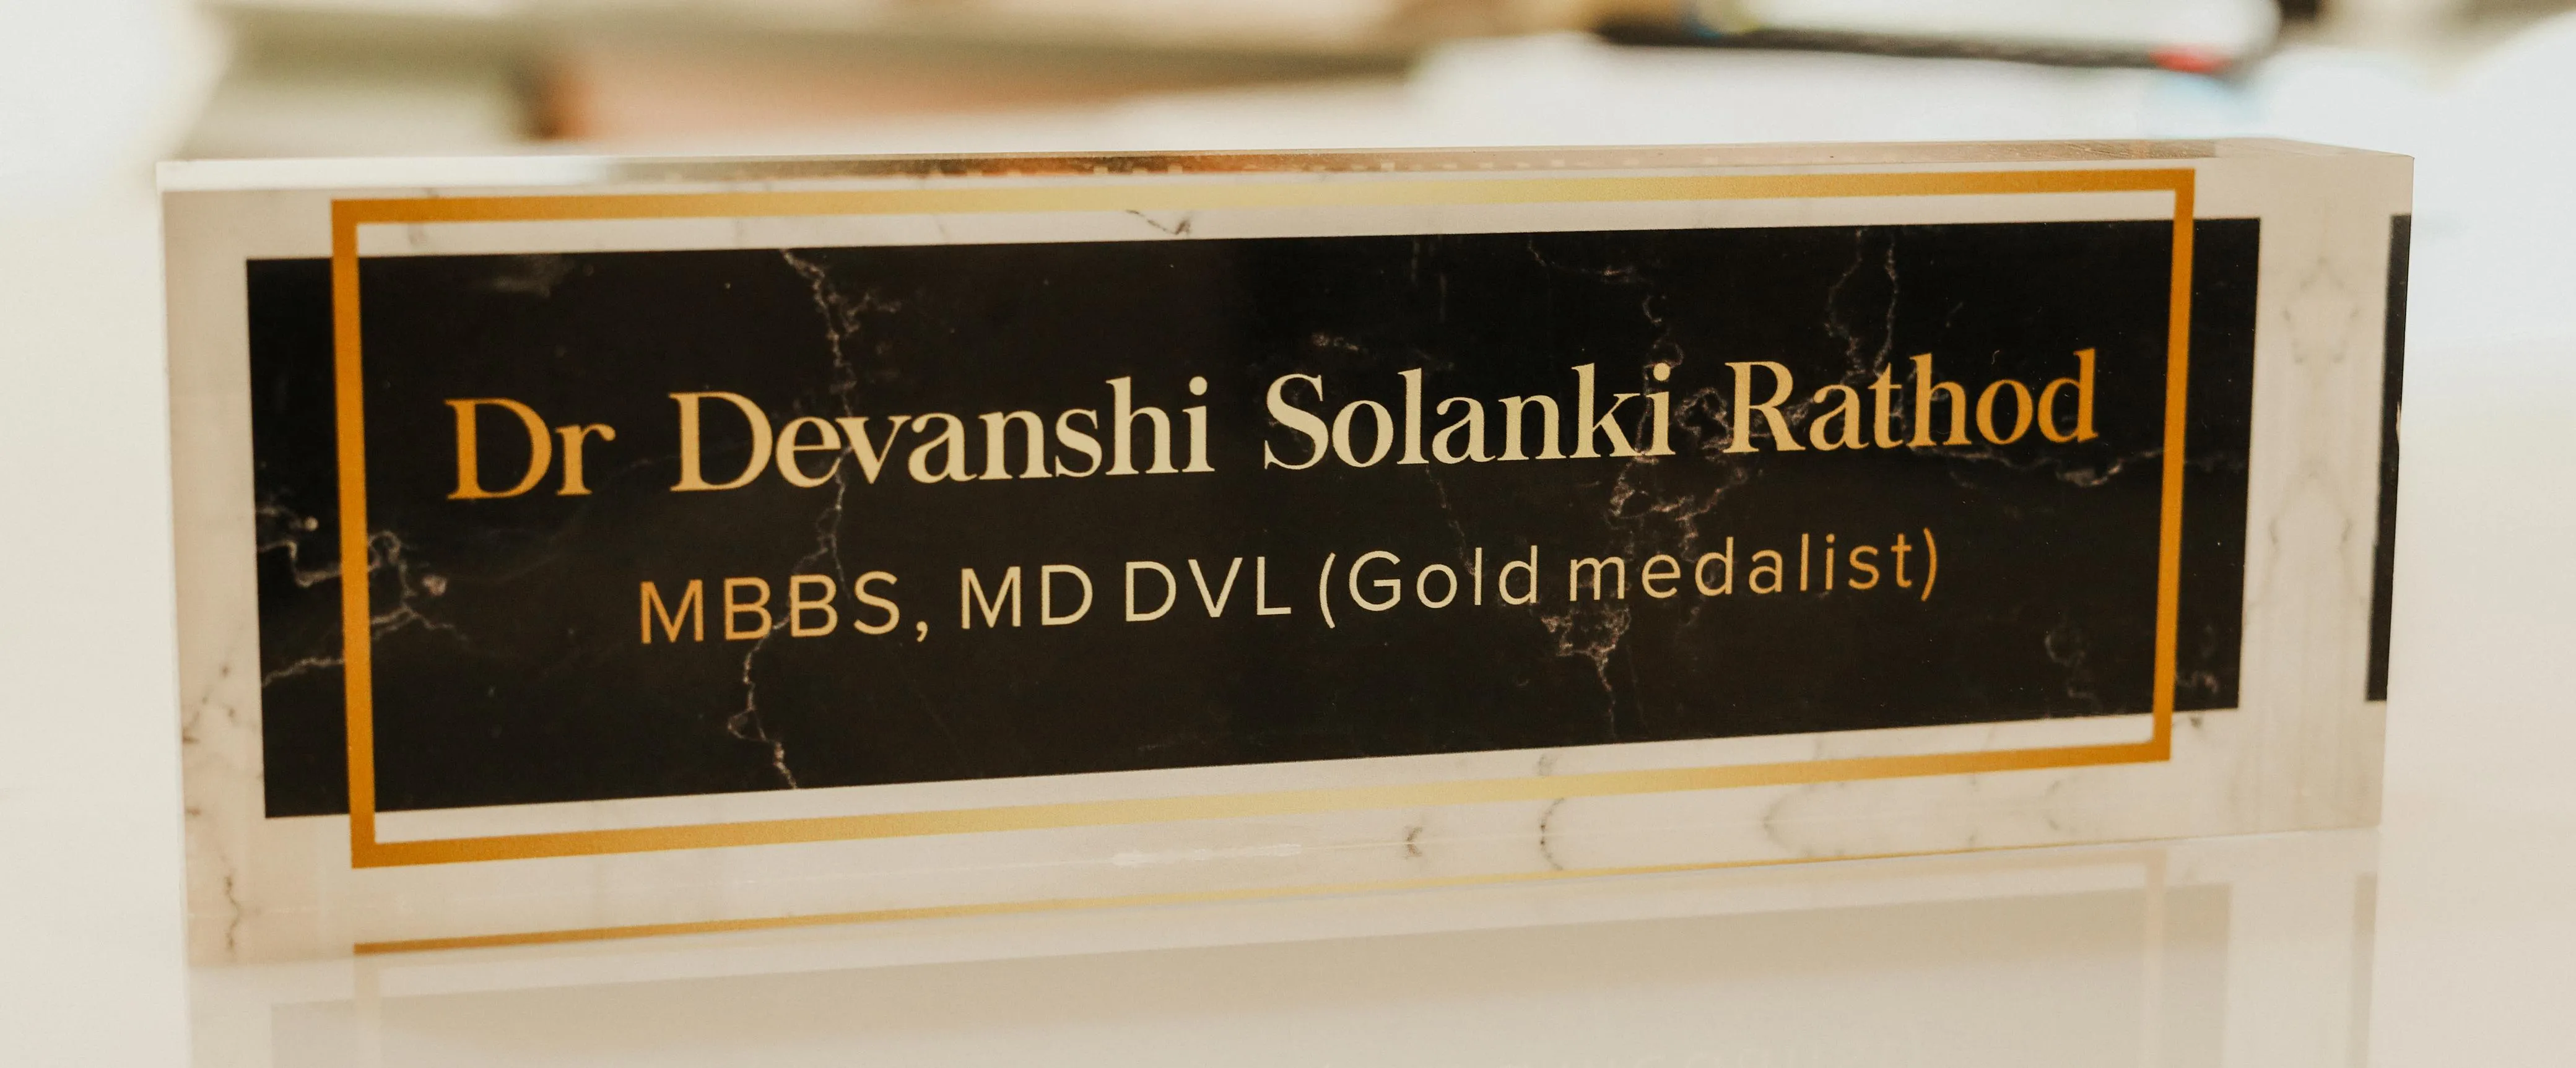 Dr Devanshi Solanki Rathod
MBBS, MD DVL (Gold medalist)